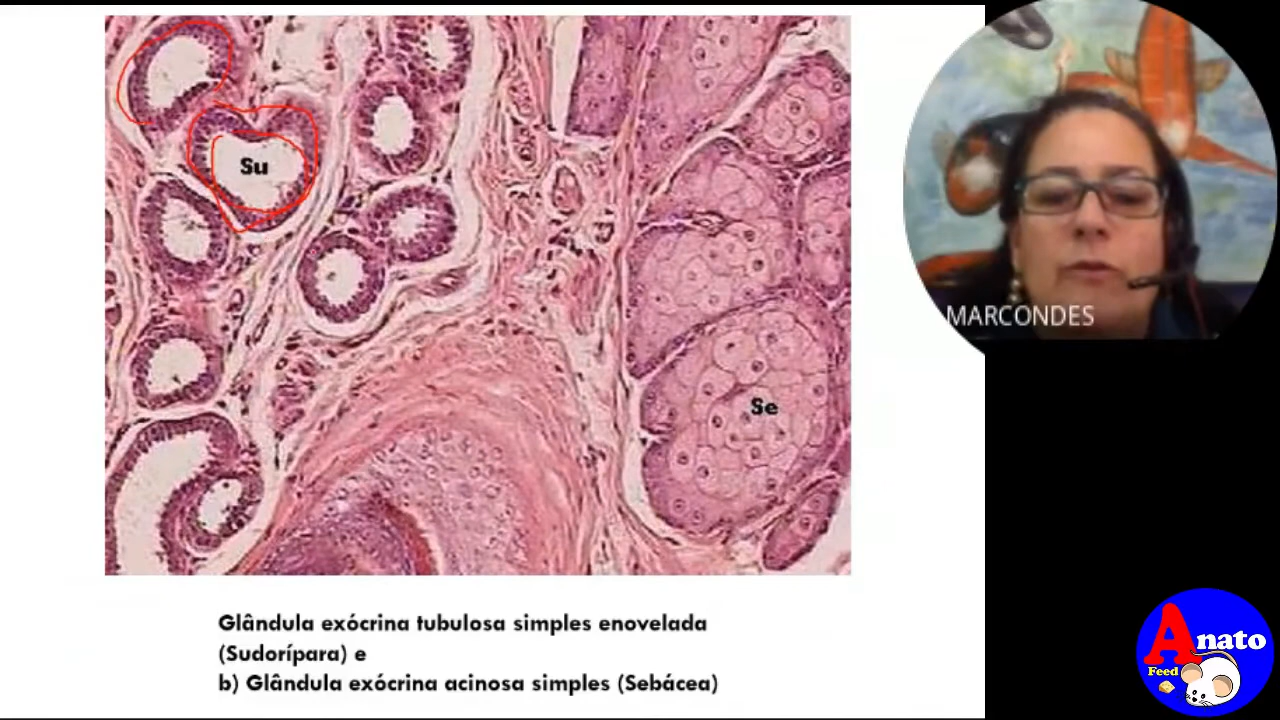 Su
MARCONDES
Se
Glândula exócrina tubulosa simples enovelada
(Sudorípara) e
b) Glândula exócrina acinosa simples (Sebácea)
Anato
Feed